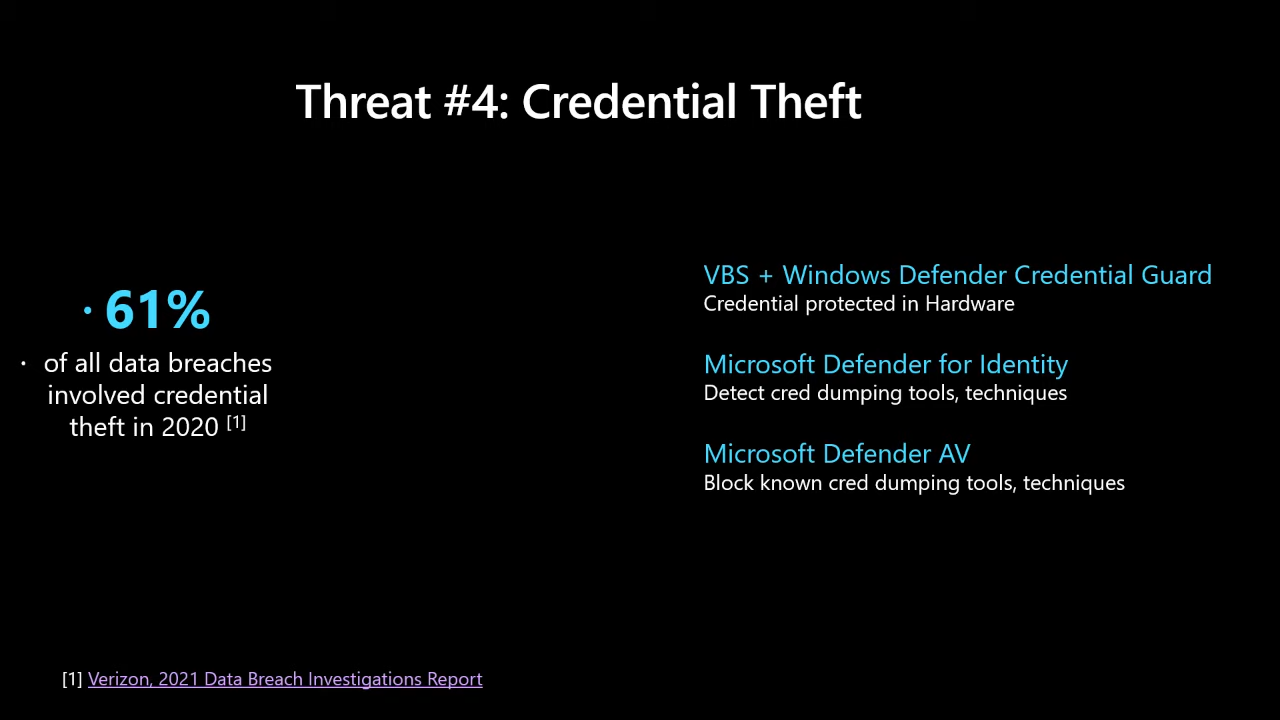 Threat #4: Credential Theft
· 61%
· of all data breaches
involved credential
theft in 2020 [1]
VBS + Windows Defender Credential Guard
Credential protected in Hardware
Microsoft Defender for Identity
Detect cred dumping tools, techniques
Microsoft Defender AV
Block known cred dumping tools, techniques
[1] Verizon, 2021 Data Breach Investigations Report